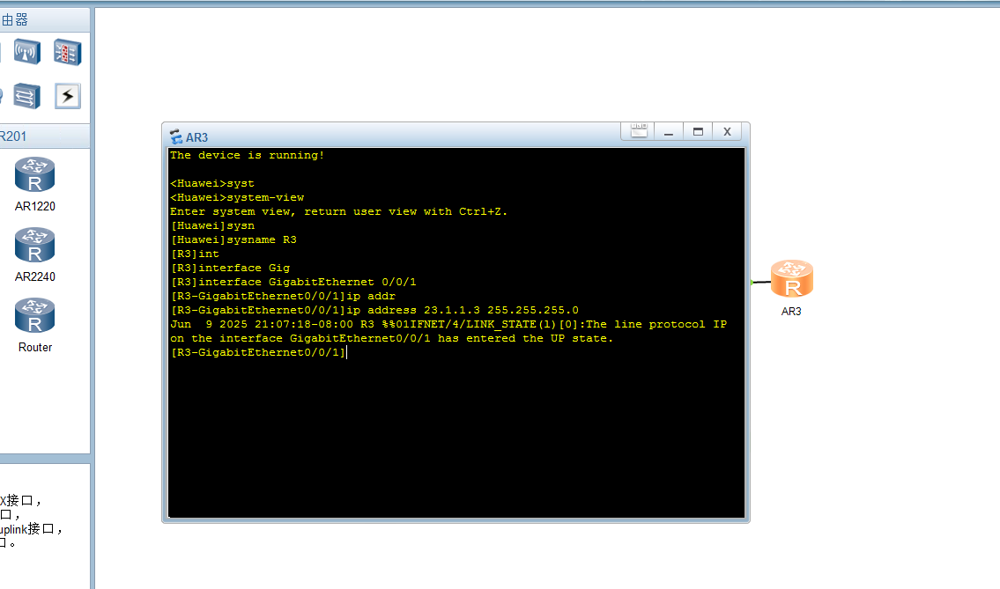 由器
R201
AR1220
AR2240
Router
X接口，
口，
uplink接口，
口。
AR3
The device is running!
<Huawei>syst
<Huawei>system-view
Enter system view, return user view with Ctrl+Z.
[Huawei]sysn
[Huawei]sysname R3
[R3]int
[R3]interface Gig
[R3]interface GigabitEthernet 0/0/1
[R3-GigabitEthernet0/0/1]ip addr
[R3-GigabitEthernet0/0/1]ip address 23.1.1.3 255.255.255.0
Jun  9 2025 21:07:18-08:00 R3 %%01IFNET/4/LINK_STATE(l)[0]:The line protocol IP
on the interface GigabitEthernet0/0/1 has entered the UP state.
[R3-GigabitEthernet0/0/1]
AR3